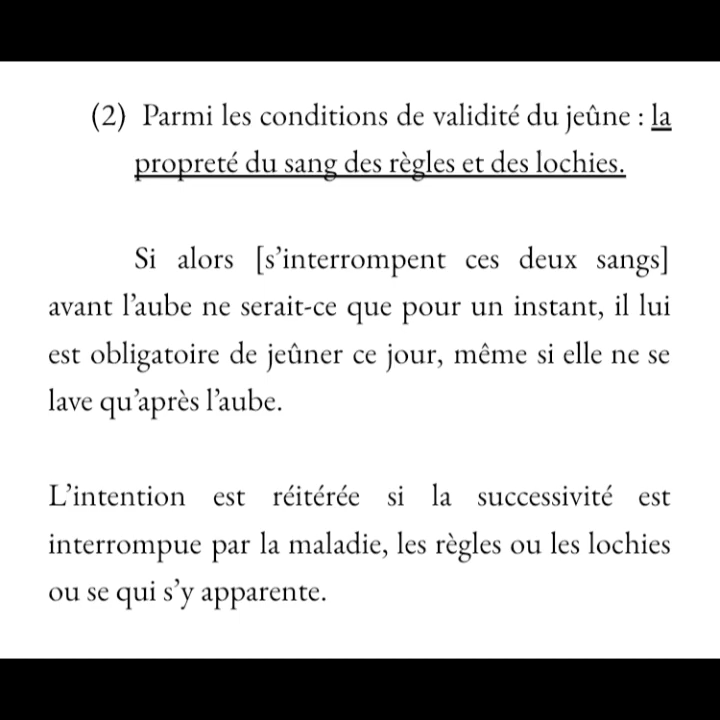 (2) Parmi les conditions de validité du jeûne : la
propreté du sang des règles et des lochies.
Si alors [s’interrompent ces deux sangs]
avant l’aube ne serait-ce que pour un instant, il lui
est obligatoire de jeûner ce jour, même si elle ne se
lave qu’après l’aube.
L’intention est réitérée si la successivité est
interrompue par la maladie, les règles ou les lochies
ou se qui s’y apparente.